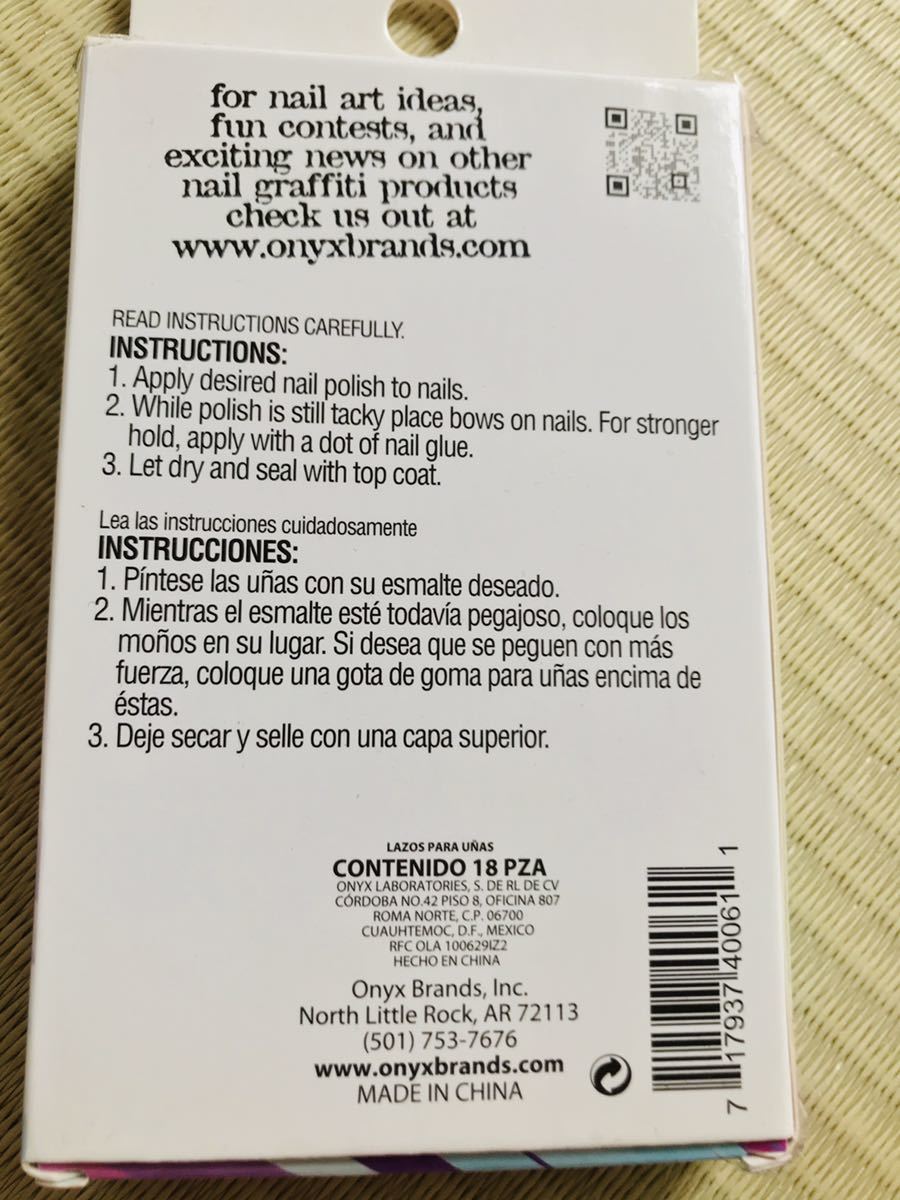 for nail art ideas,
fun contests, and
exciting news on other
nail graffiti products
check us out at
www.onyxbrands.com
READ INSTRUCTIONS CAREFULLY.
INSTRUCTIONS:
1. Apply desired nail polish to nails.
2. While polish is still tacky place bows on nails. For stronger
hold, apply with a dot of nail glue.
3. Let dry and seal with top coat.
Lea las instrucciones cuidadosamente
INSTRUCCIONES:
1. Píntese las uñas con su esmalte deseado.
2. Mientras el esmalte esté todavía pegajoso, coloque los
moños en su lugar. Si desea que se peguen con más
fuerza, coloque una gota de goma para uñas encima de
éstas.
3. Deje secar y selle con una capa superior.
LAZOS PARA UÑAS
CONTENIDO 18 PZA
ONYX LABORATORIES, S. DE RL DE CV
CÓRDOBA NO.42 PISO 8, OFICINA 807
ROMA NORTE, C.P. 06700
CUAUHTEMOC, D.F., MEXICO
RFC OLA 100629IZ2
HECHO EN CHINA
Onyx Brands, Inc.
North Little Rock, AR 72113
(501) 753-7676
www.onyxbrands.com
MADE IN CHINA
7 17937 40061 1